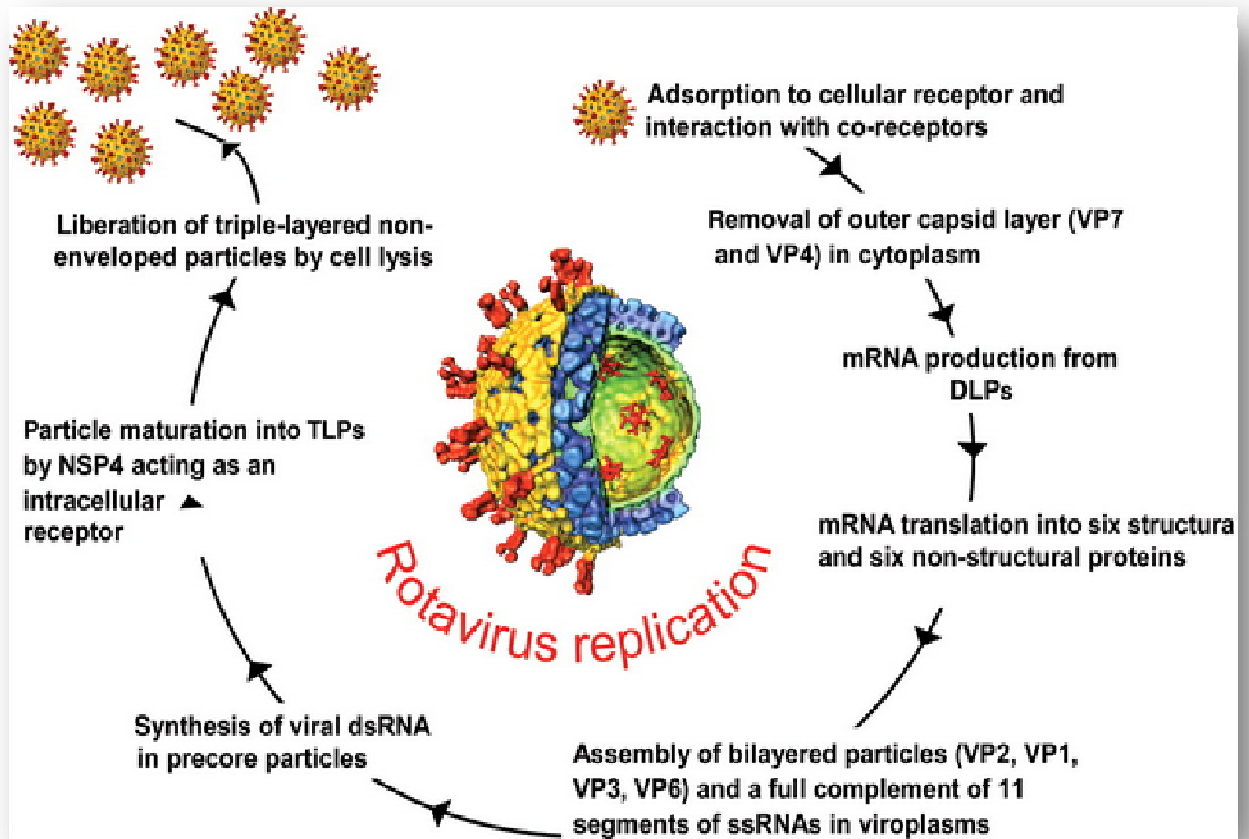 Adsorption to cellular receptor and
interaction with co-receptors
Removal of outer capsid layer (VP7
and VP4) in cytoplasm
mRNA production from
DLPs
mRNA translation into six structura
and six non-structural proteins
Assembly of bilayered particles (VP2, VP1,
VP3, VP6) and a full complement of 11
segments of ssRNAs in viroplasms
Synthesis of viral dsRNA
in precore particles
Particle maturation into TLPs
by NSP4 acting as an
intracellular
receptor
Liberation of triple-layered non-
enveloped particles by cell lysis
Rotavirus replication